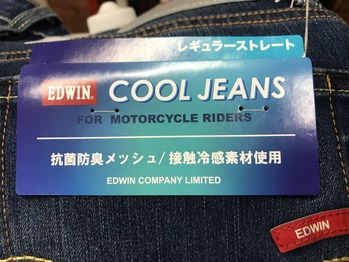 レギュラーストレート
EDWIN COOL JEANS
FOR MOTORCYCLE RIDERS
抗菌防臭メッシュ/接触冷感素材使用
EDWIN COMPANY LIMITED
EDWIN